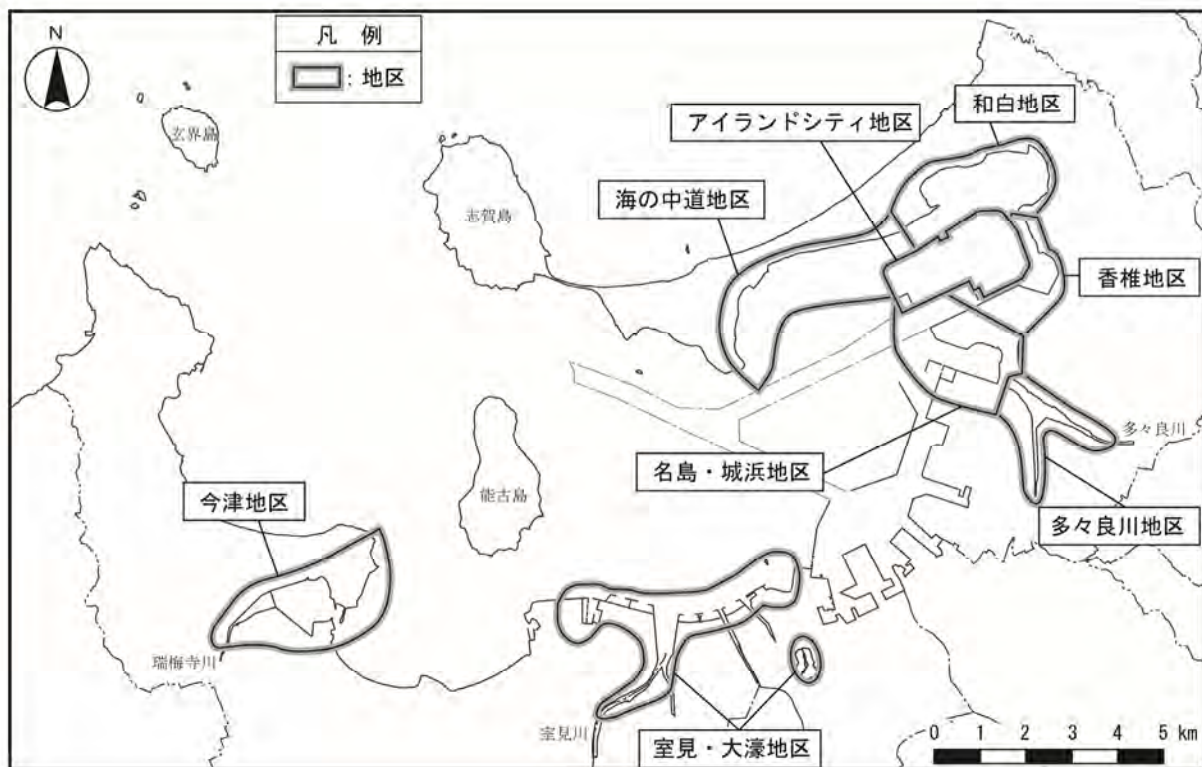 N
凡 例
: 地区
玄界島
志賀島
和白地区
アイランドシティ地区
海の中道地区
香椎地区
多々良川
名島・城浜地区
今津地区
能古島
多々良川地区
瑞梅寺川
室見川
室見・大濠地区
0 1 2 3 4 5 km